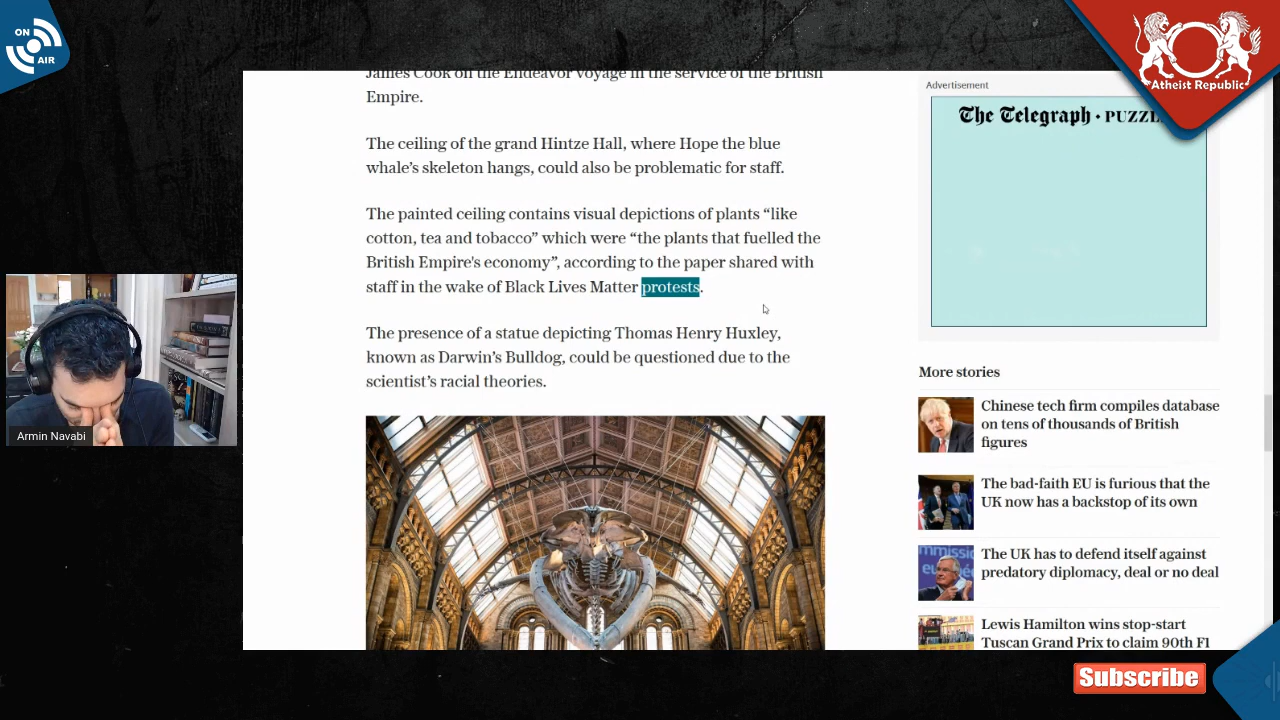 ON
AIR
Atheist Republic
James Cook on the Endeavor voyage in the service of the British
Empire.
The ceiling of the grand Hintze Hall, where Hope the blue
whale's skeleton hangs, could also be problematic for staff.
The painted ceiling contains visual depictions of plants “like
cotton, tea and tobacco” which were “the plants that fuelled the
British Empire's economy”, according to the paper shared with
staff in the wake of Black Lives Matter protests.
The presence of a statue depicting Thomas Henry Huxley,
known as Darwin's Bulldog, could be questioned due to the
scientist's racial theories.
Advertisement
The Telegraph •
More stories
Chinese tech firm compiles database
on tens of thousands of British
figures
The bad-faith EU is furious that the
UK now has a backstop of its own
The UK has to defend itself against
predatory diplomacy, deal or no deal
Lewis Hamilton wins stop-start
Tuscan Grand Prix to claim 90th F1
Armin Navabi
Subscribe